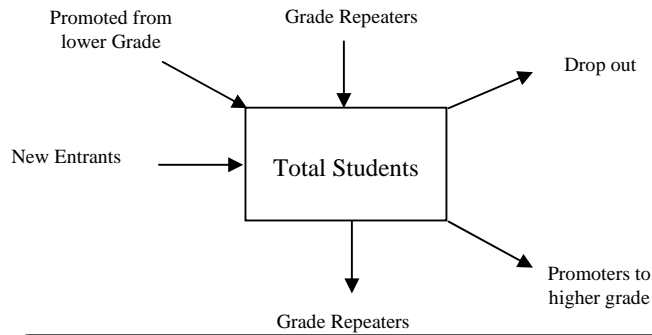 Promoted from
lower Grade
Grade Repeaters
Drop out
New Entrants
Total Students
Promoters to
higher grade
Grade Repeaters